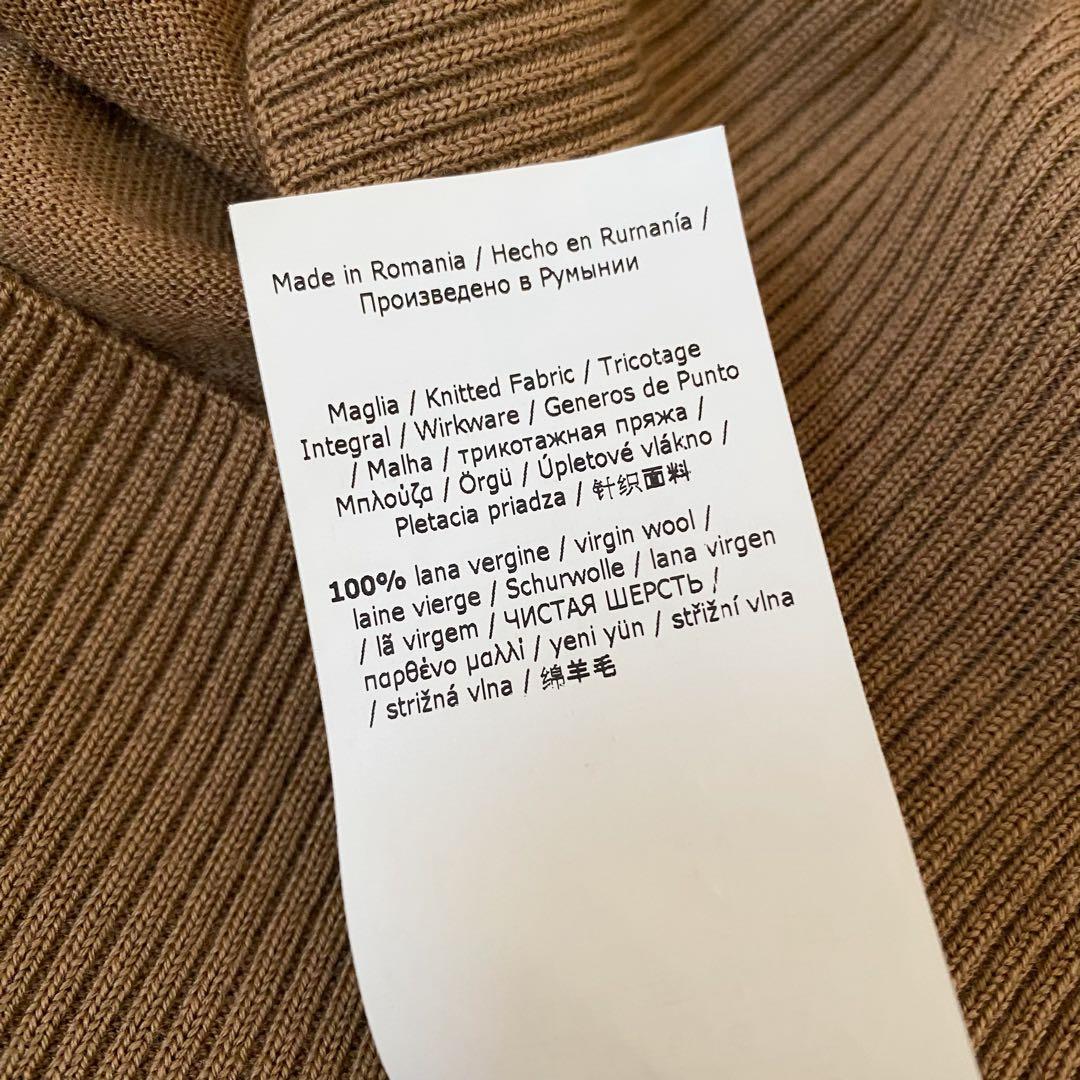 Made in Romania / Hecho en Rurnanía /
Произведено в Румынии
Maglia / Knitted Fabric / Tricotage
Integral / Wirkware / Generos de Punto
/ Malha / трикотажная пряжа /
Μπλούζα / Örgü / Úpletové vlákno /
Pletacia priadza / 针织面料
100% lana vergine / virgin wool /
laine vierge / Schurwolle / lana virgen
/ lã virgem / ЧИСТАЯ ШЕРСТЬ /
παρθένο μαλλί / yeni yün / střižní vlna
/ strižná vlna / 绵羊毛